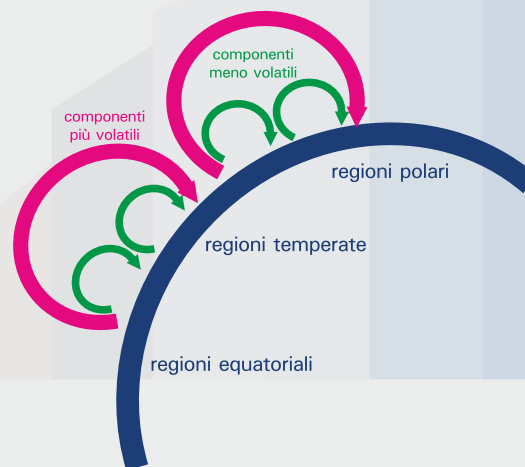 componenti
meno volatili
componenti
più volatili
regioni polari
regioni temperate
regioni equatoriali